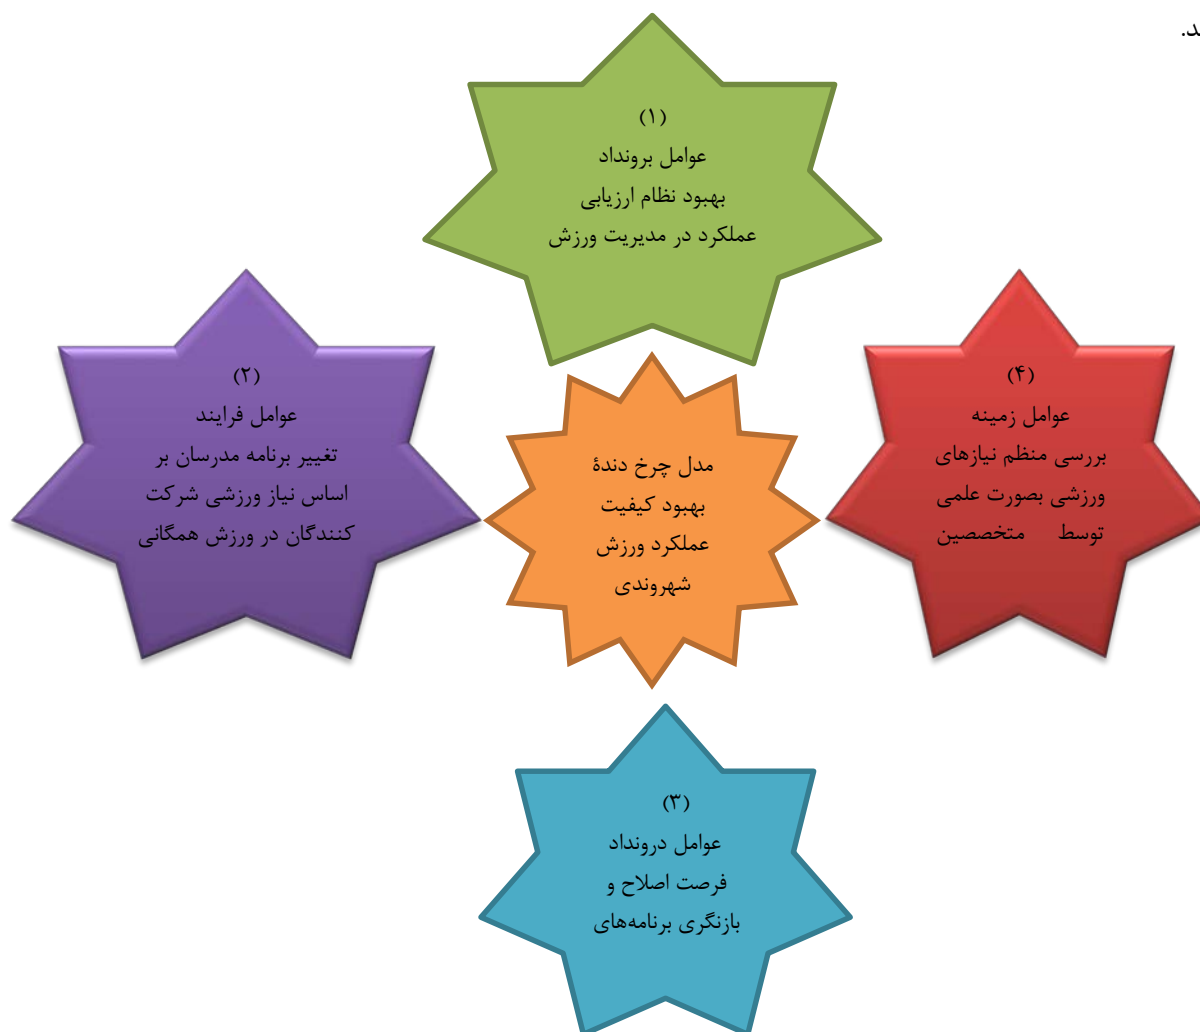 د.
(۱)
عوامل برونداد
بهبود نظام ارزیابی
عملکرد در مدیریت ورزش
(۲)
عوامل فرایند
تغییر برنامه مدرسان بر
اساس نیاز ورزشی شرکت
کنندگان در ورزش همگانی
مدل چرخ دندۀ
بهبود کیفیت
عملکرد ورزش
شهروندی
(۴)
عوامل زمینه
بررسی منظم نیازهای
ورزشی بصورت علمی
توسط متخصصین
(۳)
عوامل درونداد
فرصت اصلاح و
بازنگری برنامه‌های